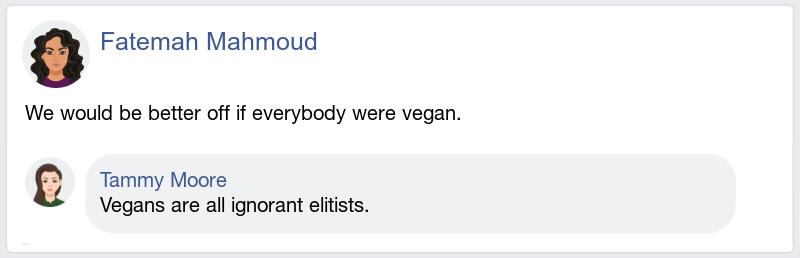 Fatemah Mahmoud
We would be better off if everybody were vegan.
Tammy Moore
Vegans are all ignorant elitists.